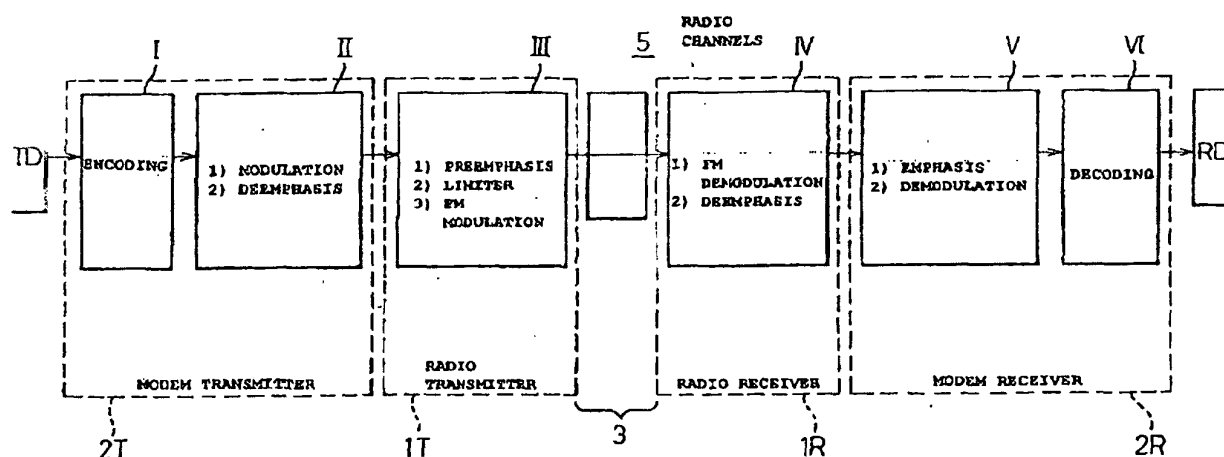 RADIO
CHANNELS
5
I
II
III
IV
V
VI
TD
ENCODING
1) MODULATION
2) DEEMPHASIS
1) PREEMPHASIS
2) LIMITER
3) FM
MODULATION
1) FM
DEMODULATION
2) DEEMPHASIS
1) EMPHASIS
2) DEMODULATION
DECODING
RD
MODEM TRANSMITTER
RADIO
TRANSMITTER
RADIO RECEIVER
MODEM RECEIVER
2T
1T
3
1R
2R